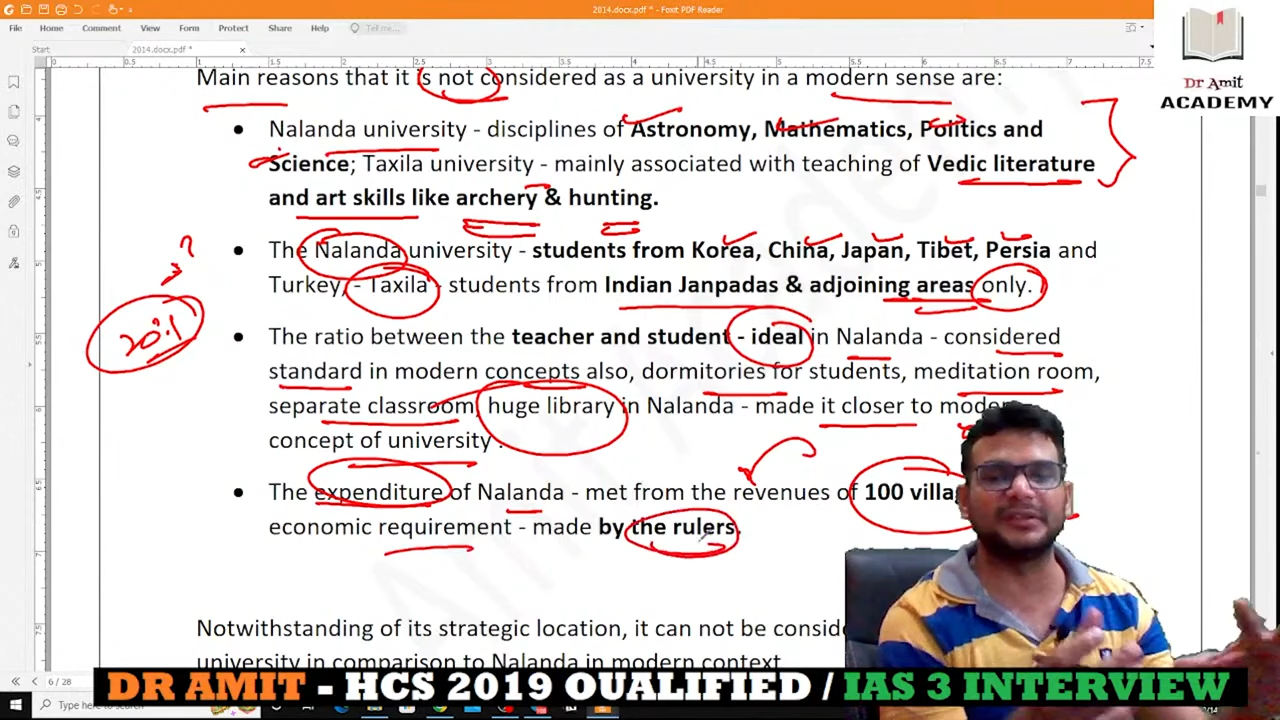 2014.docx.pdf * - Foxit PDF Reader
File Home Comment View Form Protect Share Help Tell me...
Start 2014.docx.pdf *
Dr Amit
ACADEMY
Main reasons that it is not considered as a university in a modern sense are:
• Nalanda university - disciplines of Astronomy, Mathematics, Politics and
Science; Taxila university - mainly associated with teaching of Vedic literature
and art skills like archery & hunting.
• The Nalanda university - students from Korea, China, Japan, Tibet, Persia and
Turkey, - Taxila - students from Indian Janpadas & adjoining areas only.
?
20%
• The ratio between the teacher and student - ideal in Nalanda - considered
standard in modern concepts also, dormitories for students, meditation room,
separate classroom, huge library in Nalanda - made it closer to
concept of university .
• The expenditure of Nalanda - met from the revenues of 100
economic requirement - made by the rulers.
Notwithstanding of its strategic location, it can not be
university in comparison to Nalanda in modern context
6 / 28
DR AMIT - HCS 2019 QUALIFIED / IAS 3 INTERVIEW
Type here to search